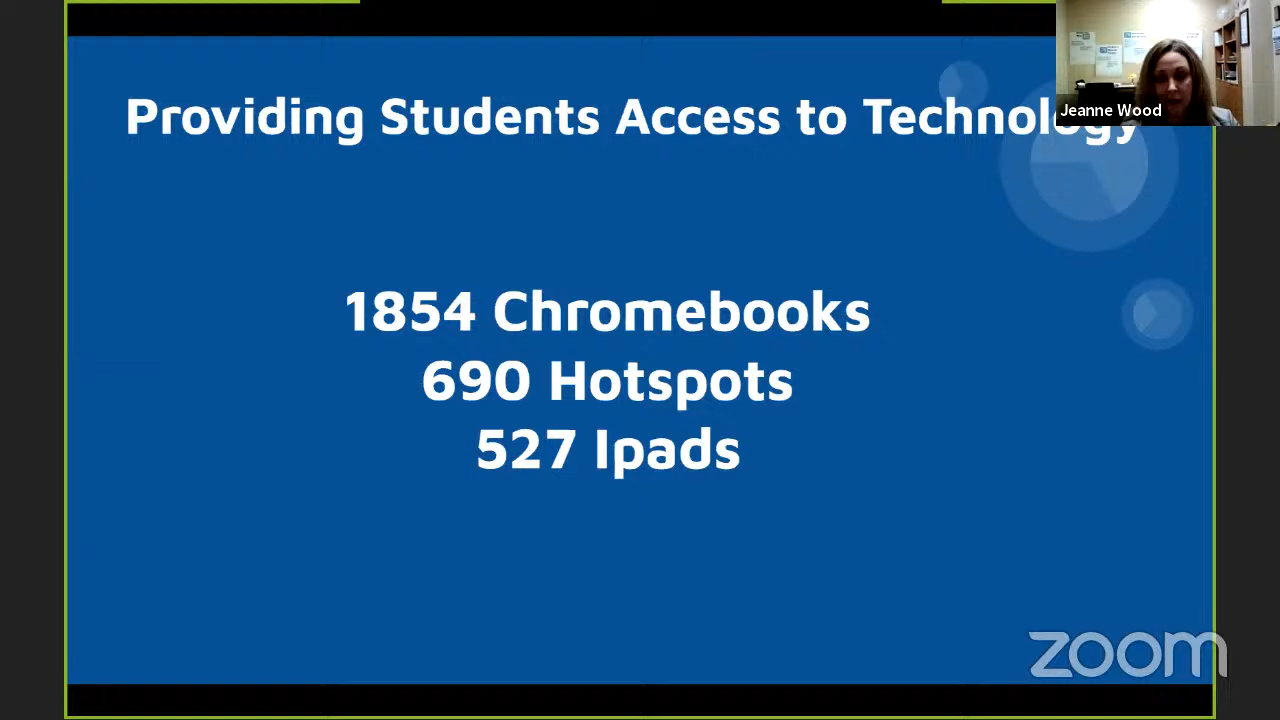 Providing Students Access to Technology
Jeanne Wood
1854 Chromebooks
690 Hotspots
527 Ipads
zoom